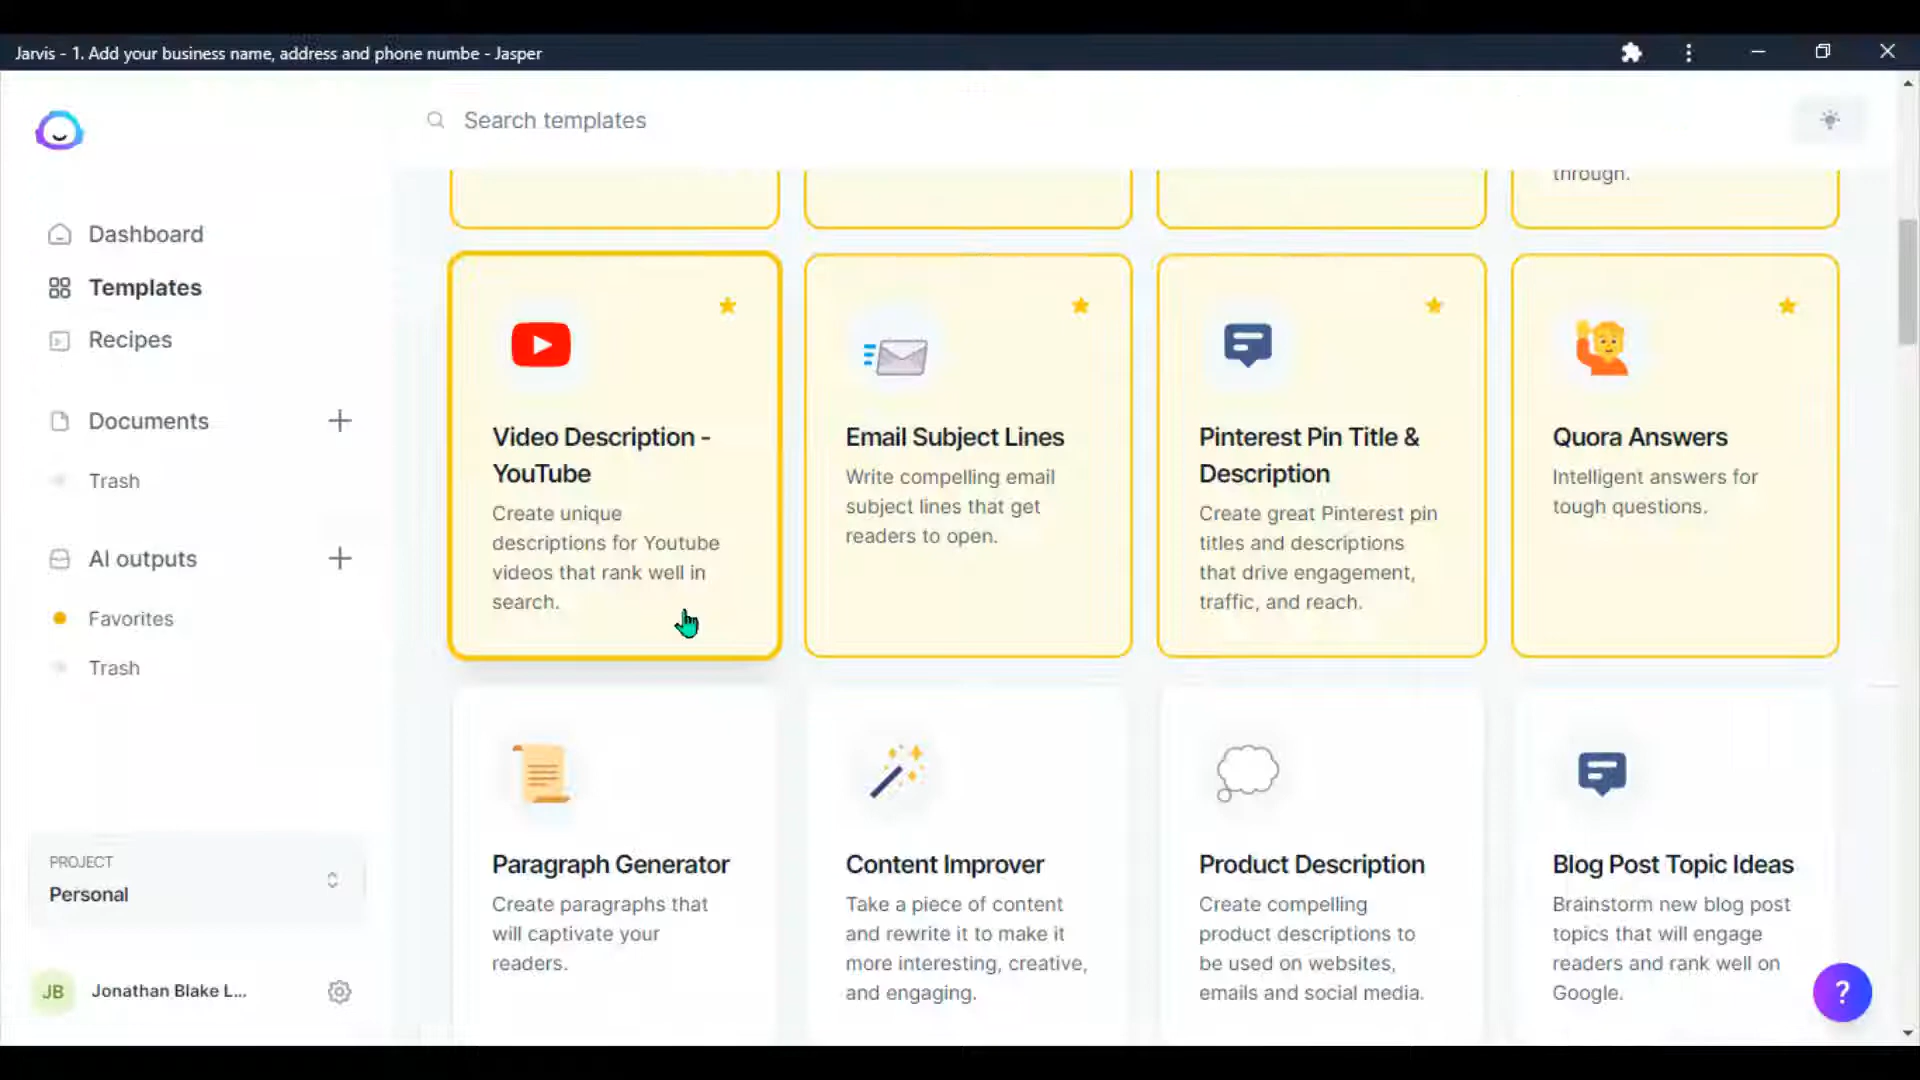 Jarvis - 1. Add your business name, address and phone numbe - Jasper
Search templates
Dashboard
Templates
Recipes
Documents
Trash
AI outputs
Favorites
Trash
PROJECT
Personal
JB
Jonathan Blake L...
through.
Video Description -
YouTube
Create unique
descriptions for Youtube
videos that rank well in
search.
Email Subject Lines
Write compelling email
subject lines that get
readers to open.
Pinterest Pin Title &
Description
Create great Pinterest pin
titles and descriptions
that drive engagement,
traffic, and reach.
Quora Answers
Intelligent answers for
tough questions.
Paragraph Generator
Create paragraphs that
will captivate your
readers.
Content Improver
Take a piece of content
and rewrite it to make it
more interesting, creative,
and engaging.
Product Description
Create compelling
product descriptions to
be used on websites,
emails and social media.
Blog Post Topic Ideas
Brainstorm new blog post
topics that will engage
readers and rank well on
Google.
?